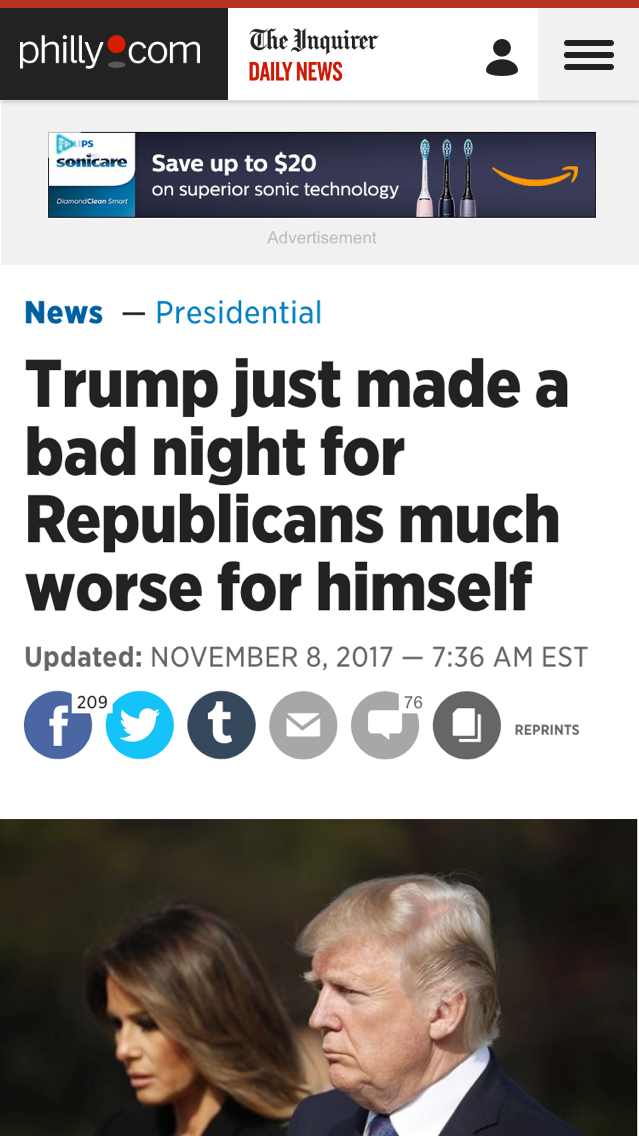 philly.com
The Inquirer
DAILY NEWS
PHILIPS
sonicare
DiamondClean Smart
Save up to $20
on superior sonic technology
Advertisement
News — Presidential
Trump just made a
bad night for
Republicans much
worse for himself
Updated: NOVEMBER 8, 2017 — 7:36 AM EST
f 209
t
76
REPRINTS